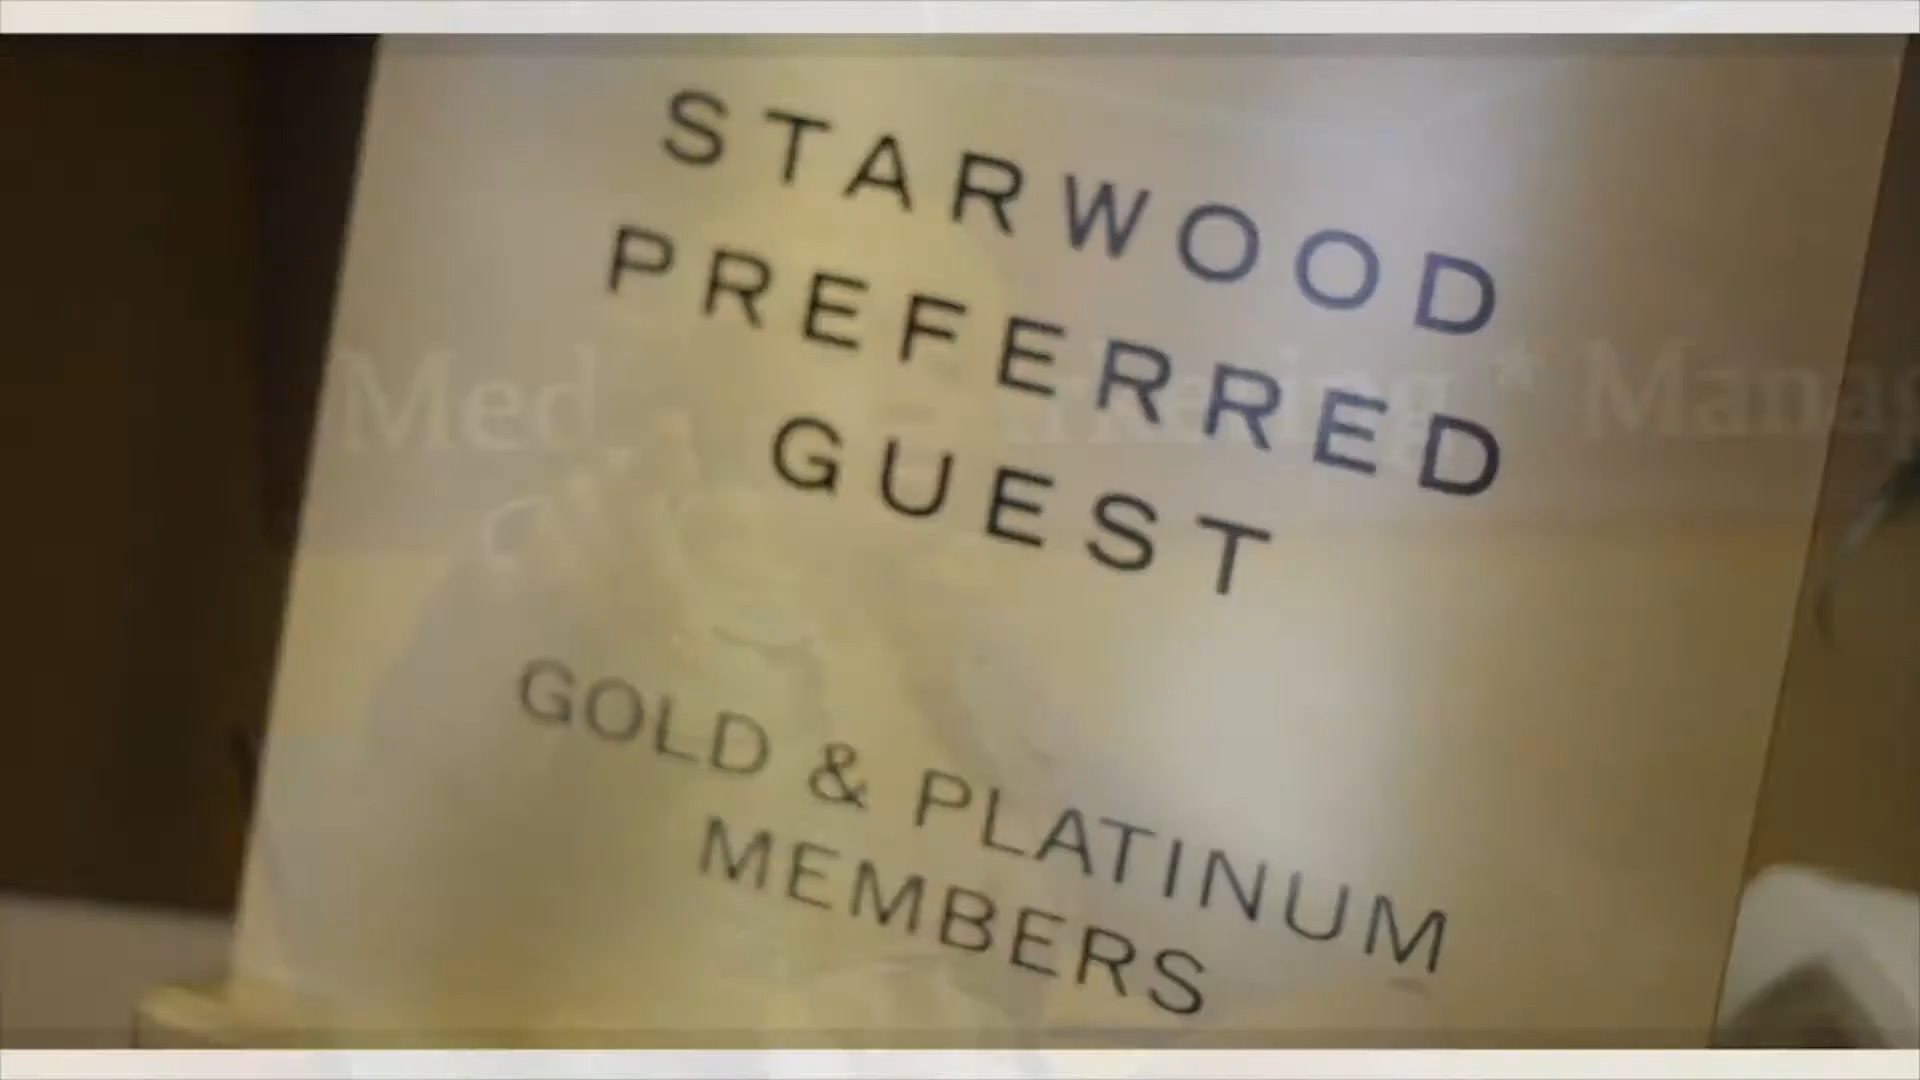 STARWOOD
PREFERRED
GUEST
GOLD & PLATINUM
MEMBERS